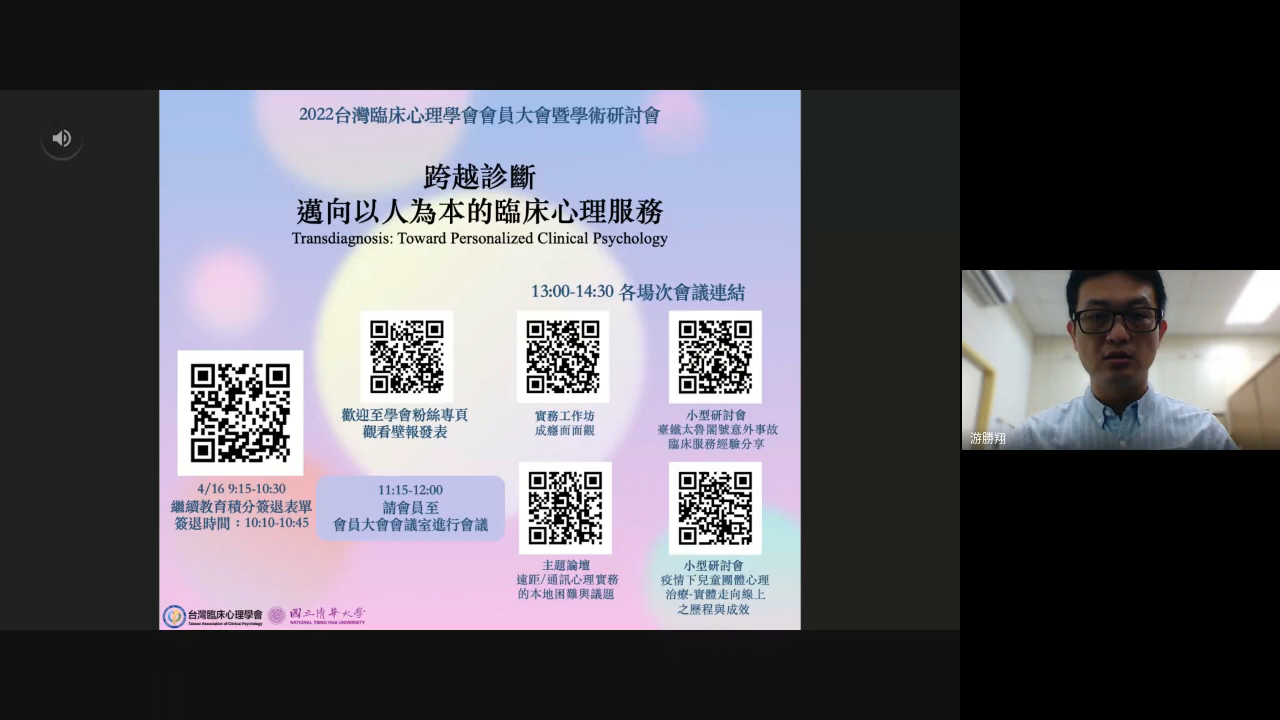 2022台灣臨床心理學會會員大會暨學術研討會
跨越診斷
邁向以人為本的臨床心理服務
Transdiagnosis: Toward Personalized Clinical Psychology
13:00-14:30 各場次會議連結
歡迎至學會粉絲專頁
觀看壁報發表
實務工作坊
成癮面面觀
小型研討會
臺鐵太魯閣號意外事故
臨床服務經驗分享
4/16 9:15-10:30
繼續教育積分簽退表單
簽退時間：10:10-10:45
11:15-12:00
請會員至
會員大會會議室進行會議
主題論壇
遠距/通訊心理實務
的本地困難與議題
小型研討會
疫情下兒童團體心理
治療-實體走向線上
之歷程與成效
台灣臨床心理學會
Taiwan Association of Clinical Psychology
國立清華大學
NATIONAL TSING HUA UNIVERSITY
游勝翔